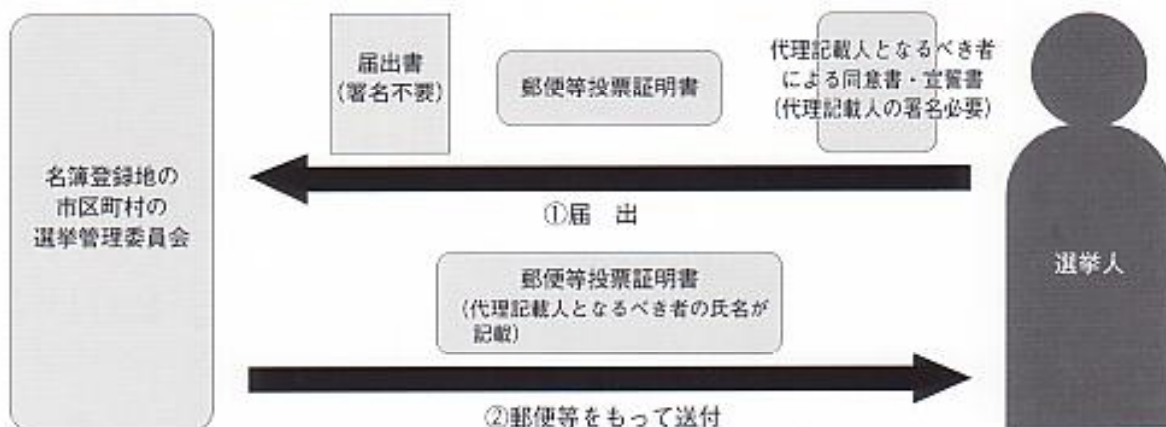 届出書
(署名不要)
郵便等投票証明書
代理記載人となるべき者
による同意書・宣誓書
(代理記載人の署名必要)
名簿登録地の
市区町村の
選挙管理委員会
①届　出
選挙人
郵便等投票証明書
(代理記載人となるべき者の氏名が
記載)
②郵便等をもって送付